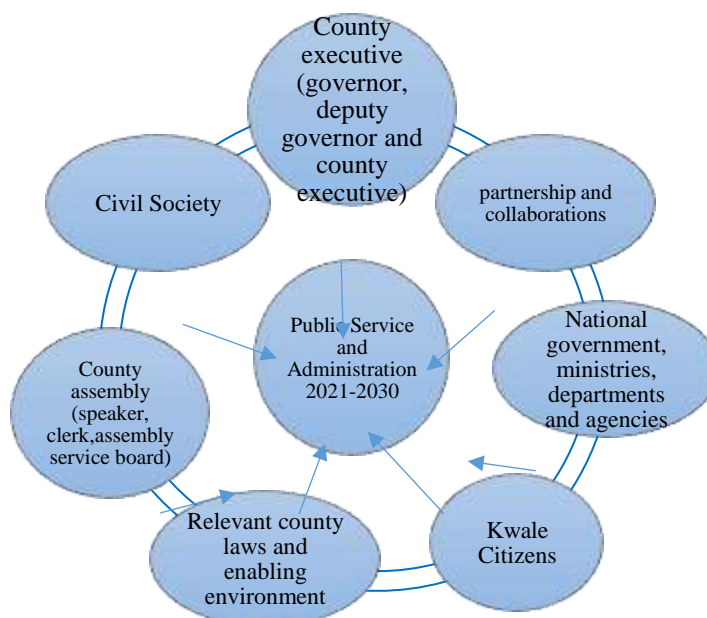 County
executive
(governor,
deputy
governor and
county
executive)
Civil Society
partnership and
collaborations
Public Service
and
Administration
2021-2030
National
government,
ministries,
departments
and agencies
County
assembly
(speaker,
clerk,assembly
service board)
Relevant county
laws and
enabling
environment
Kwale
Citizens